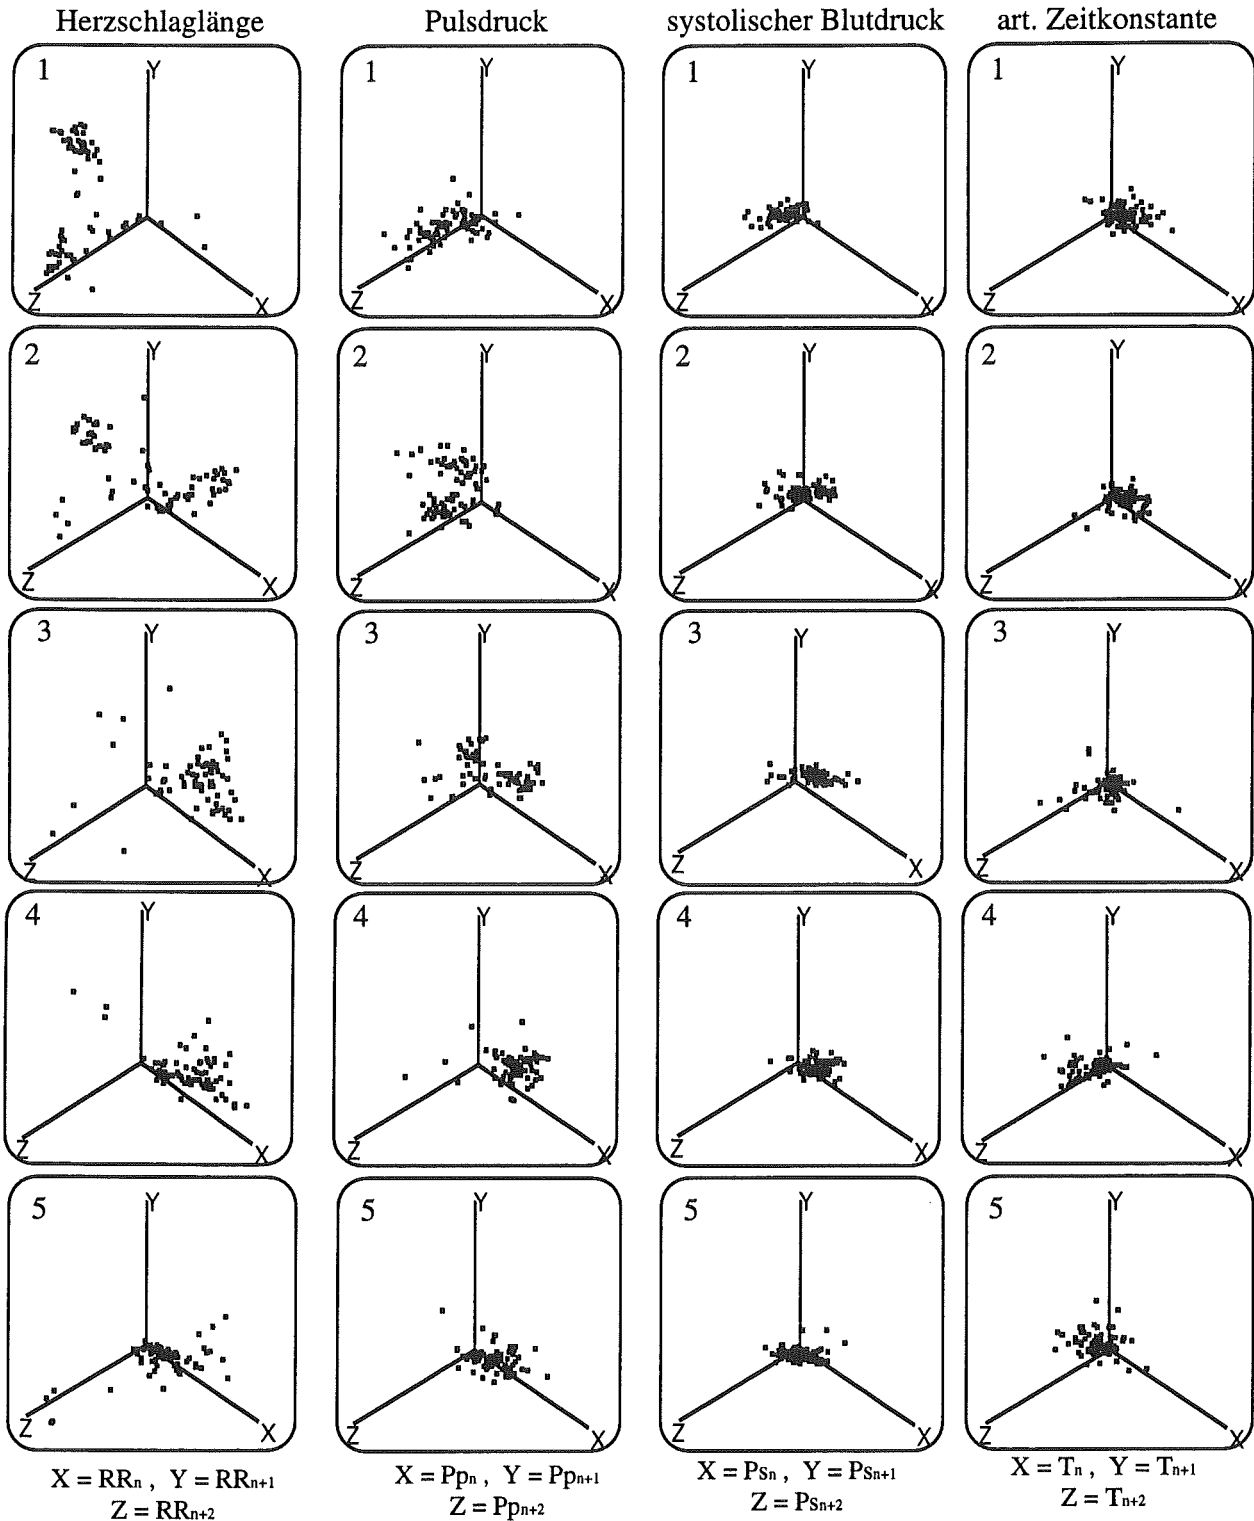 Herzschlaglänge Pulsdruck systolischer Blutdruck art. Zeitkonstante
1 Y Z X 1 Y Z X 1 Y Z X 1 Y Z X
2 Y Z X 2 Y Z X 2 Y Z X 2 Y Z X
3 Y Z X 3 Y Z X 3 Y Z X 3 Y Z X
4 Y Z X 4 Y Z X 4 Y Z X 4 Y Z X
5 Y Z X 5 Y Z X 5 Y Z X 5 Y Z X
X = RRn , Y = RRn+1 X = Ppn , Y = Ppn+1 X = Psn , Y = Psn+1 X = Tn , Y = Tn+1
Z = RRn+2 Z = Ppn+2 Z = Psn+2 Z = Tn+2